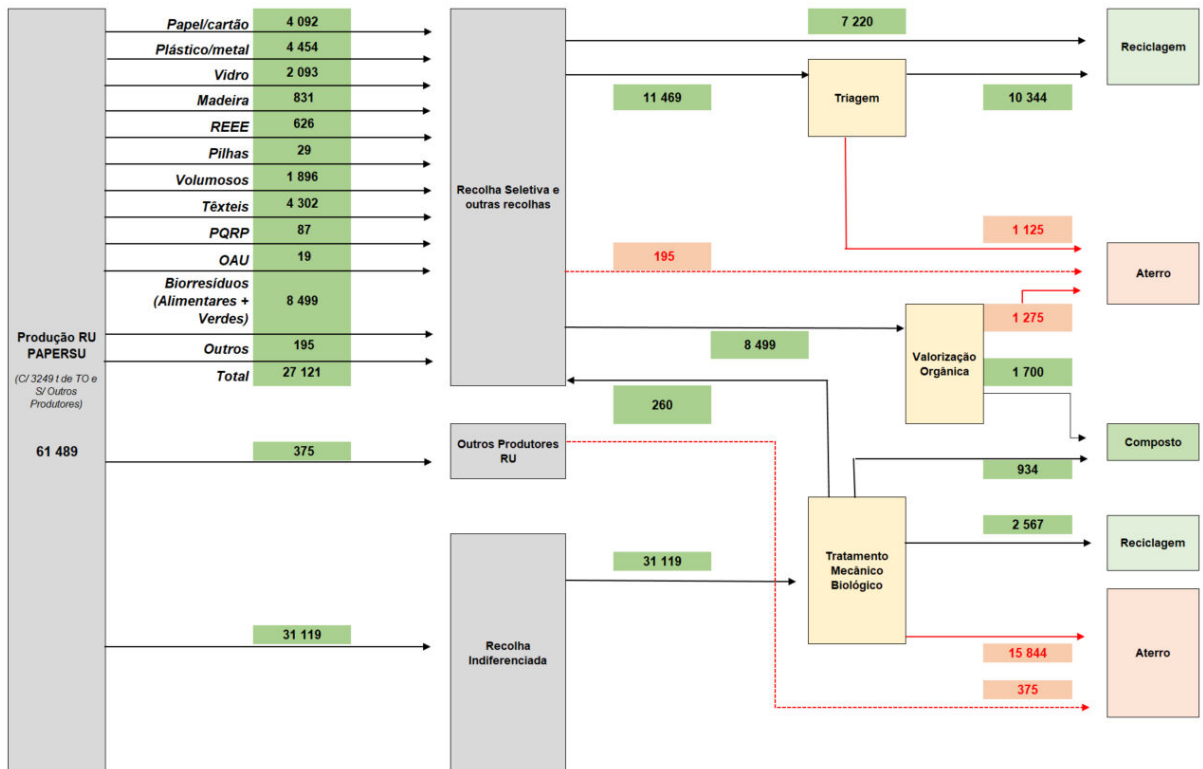 Papel/cartão 4 092
Plástico/metal 4 454
Vidro 2 093
Madeira 831
REEE 626
Pilhas 29
Volumosos 1 896
Têxteis 4 302
PQRP 87
OAU 19
Biorresíduos
(Alimentares +
Verdes)
8 499
Outros 195
Total 27 121
Produção RU
PAPERSU
(C/ 3249 t de TO e
S/ Outros
Produtores)
61 489
375
31 119
Recolha Seletiva e
outras recolhas
Outros Produtores
RU
Recolha
Indiferenciada
7 220
11 469
Triagem
10 344
Reciclagem
1 125
195
Aterro
1 275
8 499
Valorização
Orgânica
1 700
260
Composto
934
2 567
Reciclagem
31 119
Tratamento
Mecânico
Biológico
15 844
375
Aterro